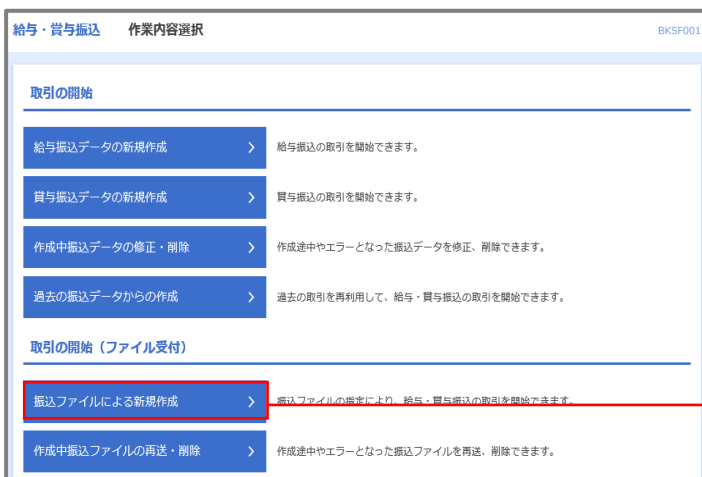 給与・賞与振込 作業内容選択 BKSF001
取引の開始
給与振込データの新規作成 給与振込の取引を開始できます。
賞与振込データの新規作成 賞与振込の取引を開始できます。
作成中振込データの修正・削除 作成途中やエラーとなった振込データを修正、削除できます。
過去の振込データからの作成 過去の取引を再利用して、給与・賞与振込の取引を開始できます。
取引の開始（ファイル受付）
振込ファイルによる新規作成 振込ファイルの指定により、給与・賞与振込の取引を開始できます。
作成中振込ファイルの再送・削除 作成途中やエラーとなった振込ファイルを再送、削除できます。